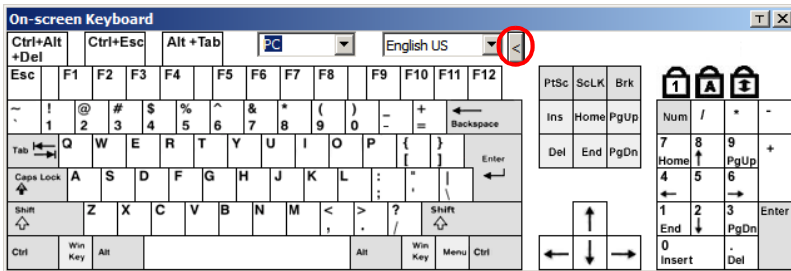 On-screen Keyboard T X
Ctrl+Alt
+Del Ctrl+Esc Alt +Tab PC English US <
Esc F1 F2 F3 F4 F5 F6 F7 F8 F9 F10 F11 F12 PtSc ScLK Brk 1 A
~ ! @ # $ % ^ & * ( ) _ +
` 1 2 3 4 5 6 7 8 9 0 - = Backspace Ins Home PgUp Num / * -
Tab Q W E R T Y U I O P { }
[ ] Enter Del End PgDn 7 8 9 +
Home PgUp
Caps Lock A S D F G H J K L : " |
; ' \ 4 5 6
Shift Z X C V B N M < > ? Shift
, . / 1 2 3 Enter
End PgDn
Ctrl Win
Key Alt Alt Win
Key Menu Ctrl 0 .
Insert Del